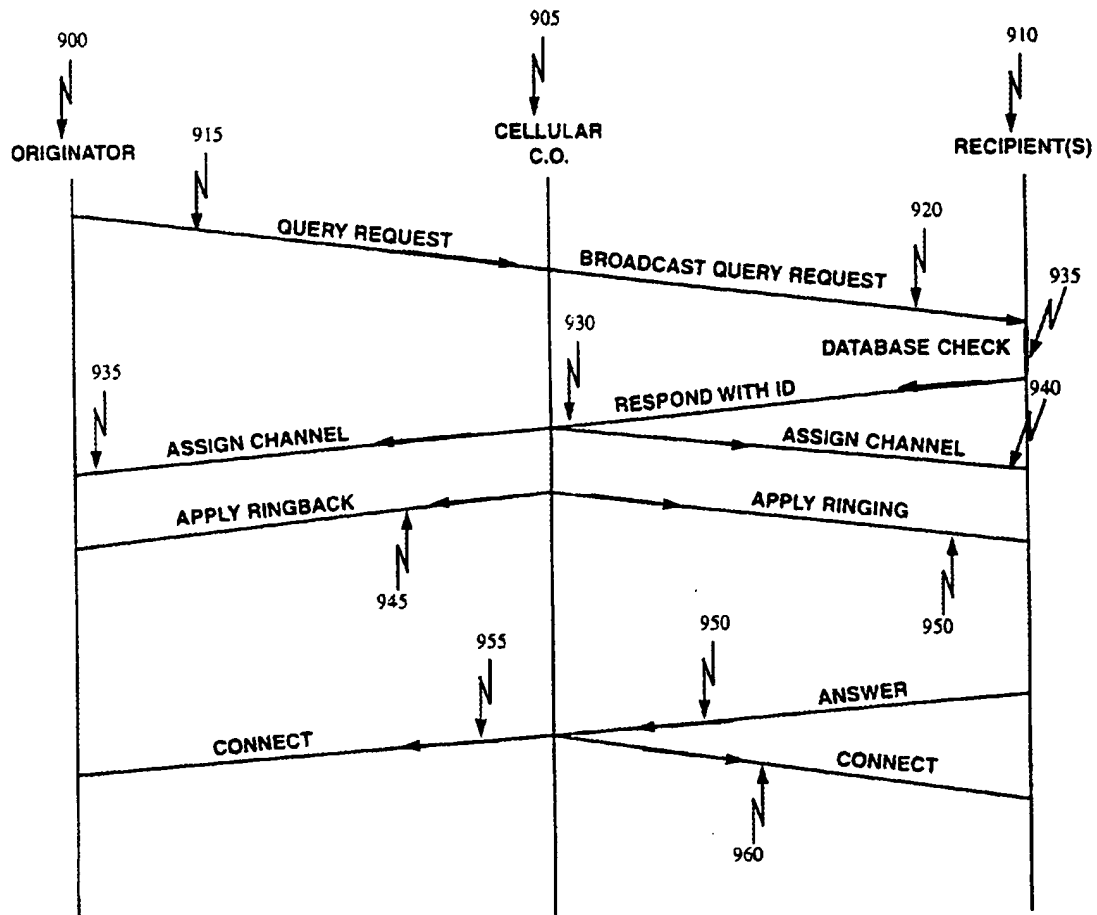 905
900
910
CELLULAR
C.O.
ORIGINATOR
RECIPIENT(S)
915
QUERY REQUEST
920
BROADCAST QUERY REQUEST
935
930
DATABASE CHECK
935
RESPOND WITH ID
940
ASSIGN CHANNEL
ASSIGN CHANNEL
APPLY RINGBACK
APPLY RINGING
945
950
955
950
ANSWER
CONNECT
CONNECT
960